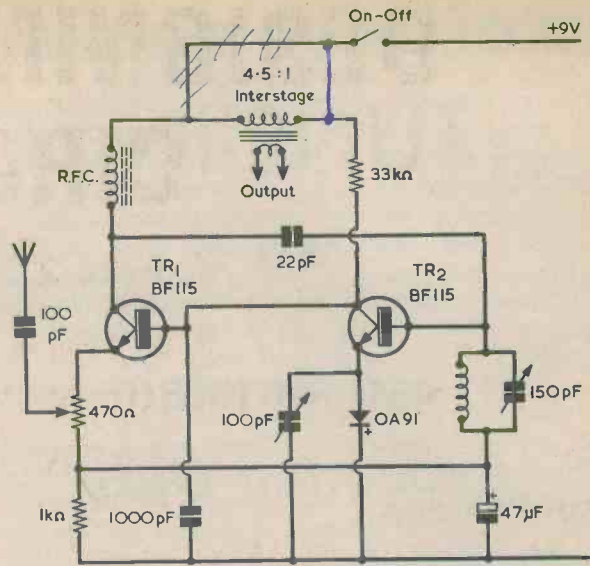 On-Off
+9V
4·5:1
Interstage
R.F.C.
Output
33kΩ
22pF
TR1
BF115
TR2
BF115
100
pF
470Ω
100pF
OA91
+
150pF
1kΩ
1000pF
+
47µF